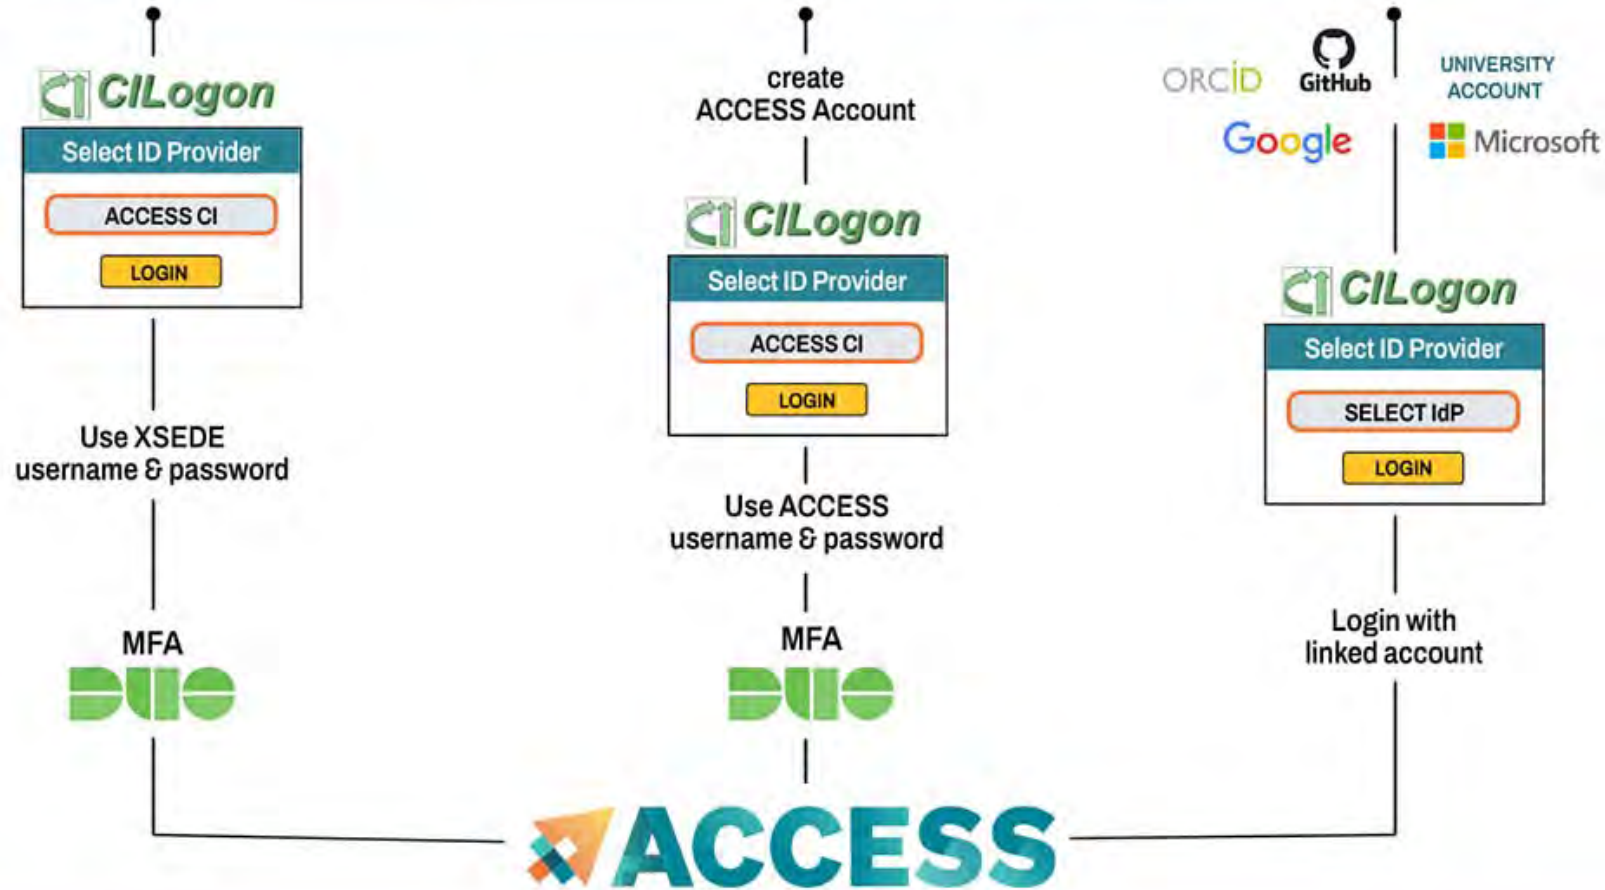 CILogon
Select ID Provider
ACCESS CI
LOGIN
Use XSEDE
username & password
MFA
DUO
create
ACCESS Account
CILogon
Select ID Provider
ACCESS CI
LOGIN
Use ACCESS
username & password
MFA
DUO
ORCiD
GitHub
UNIVERSITY
ACCOUNT
Google
Microsoft
CILogon
Select ID Provider
SELECT IdP
LOGIN
Login with
linked account
ACCESS